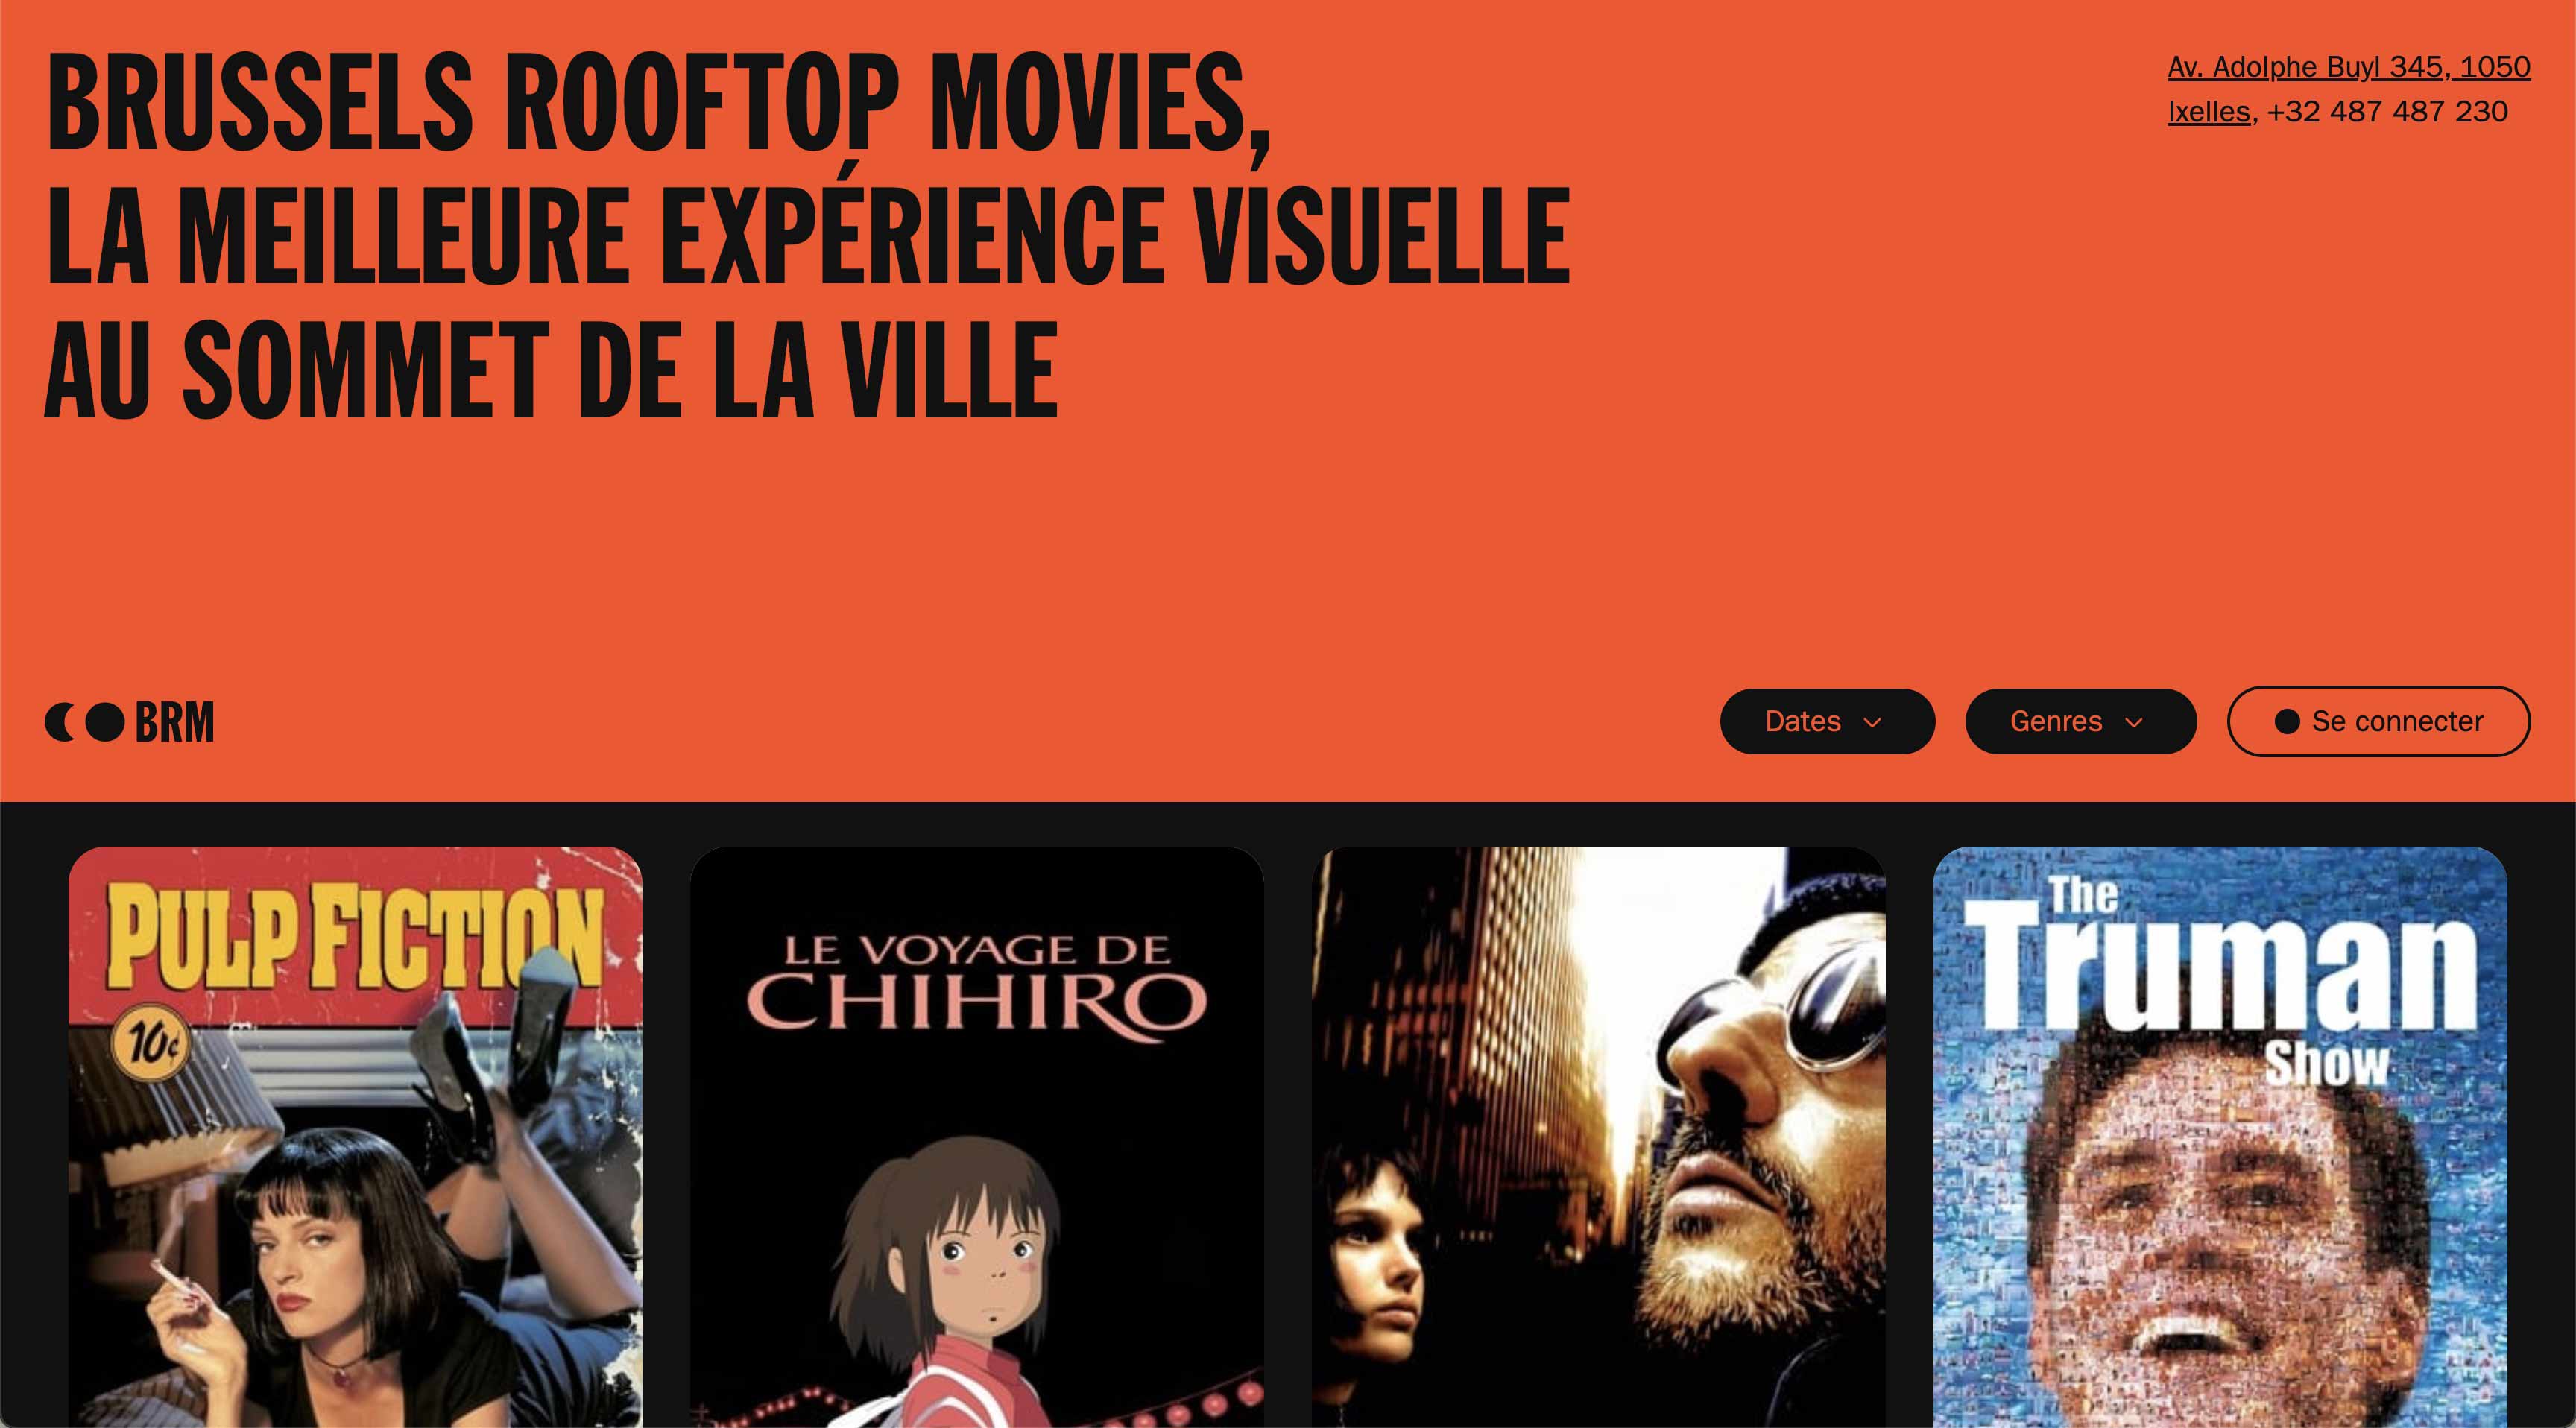 BRUSSELS ROOFTOP MOVIES,
LA MEILLEURE EXPÉRIENCE VISUELLE
AU SOMMET DE LA VILLE
Av. Adolphe Buyl 345, 1050
Ixelles, +32 487 487 230
BRM
Dates
Genres
Se connecter
PULP FICTION
10¢
LE VOYAGE DE
CHIHIRO
The
Truman
Show